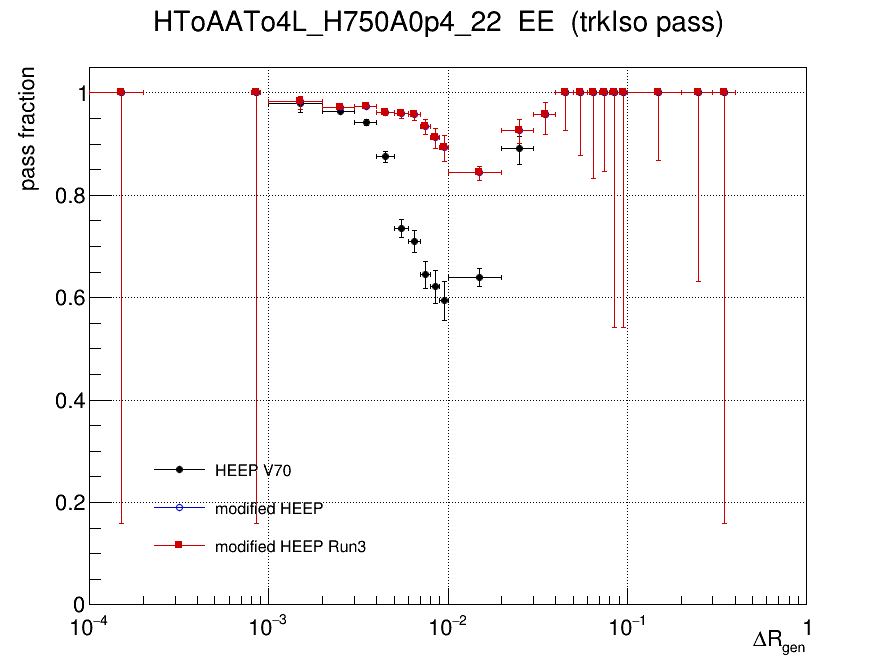 HToAATo4L_H750A0p4_22 EE (trkIso pass)
pass fraction
1
0.8
0.6
0.4
0.2
0
HEEP V70
modified HEEP
modified HEEP Run3
10⁻⁴ 10⁻³ 10⁻² 10⁻¹ 1
ΔR_gen